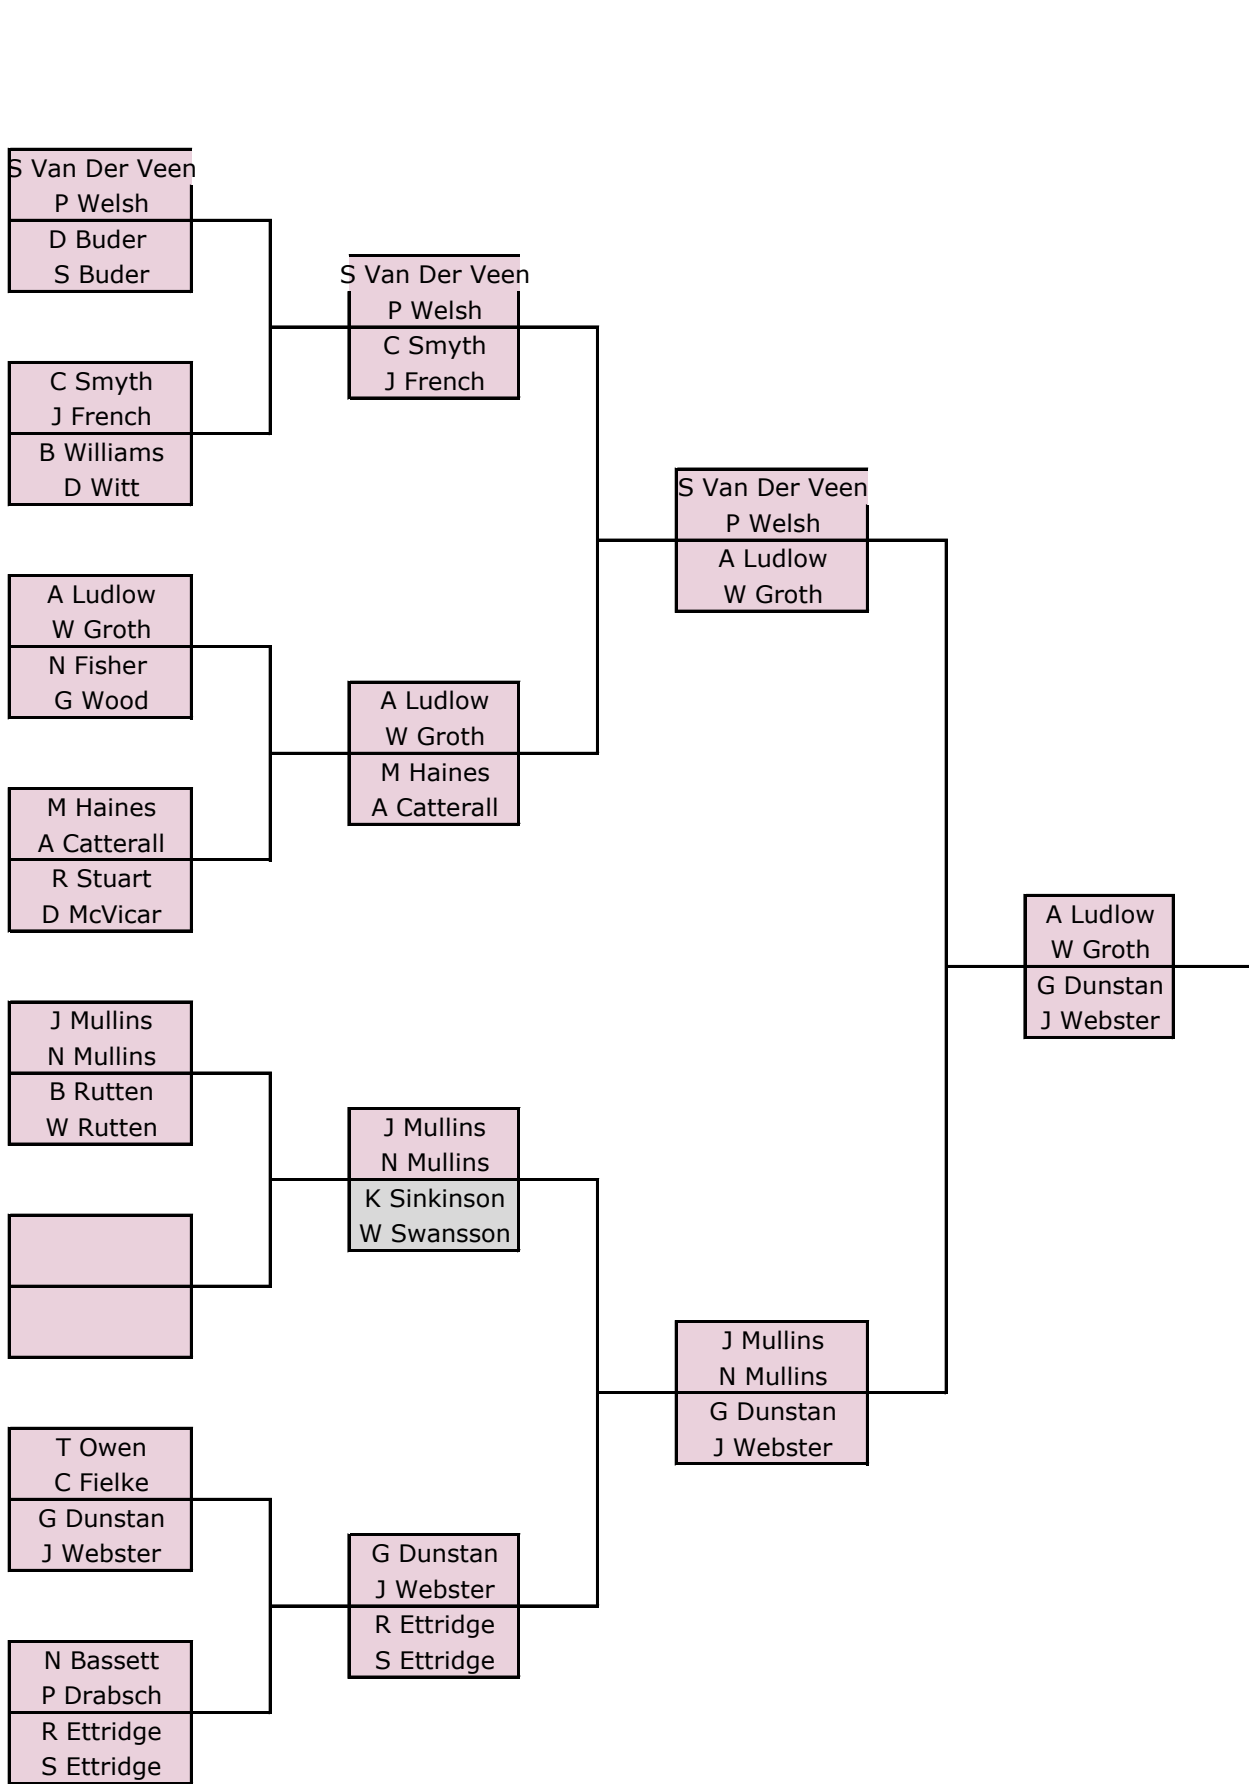 S Van Der Veen
P Welsh
D Buder
S Buder
C Smyth
J French
B Williams
D Witt
A Ludlow
W Groth
N Fisher
G Wood
M Haines
A Catterall
R Stuart
D McVicar
J Mullins
N Mullins
B Rutten
W Rutten
T Owen
C Fielke
G Dunstan
J Webster
N Bassett
P Drabsch
R Ettridge
S Ettridge
S Van Der Veen
P Welsh
C Smyth
J French
A Ludlow
W Groth
M Haines
A Catterall
J Mullins
N Mullins
K Sinkinson
W Swansson
G Dunstan
J Webster
R Ettridge
S Ettridge
S Van Der Veen
P Welsh
A Ludlow
W Groth
J Mullins
N Mullins
G Dunstan
J Webster
A Ludlow
W Groth
G Dunstan
J Webster